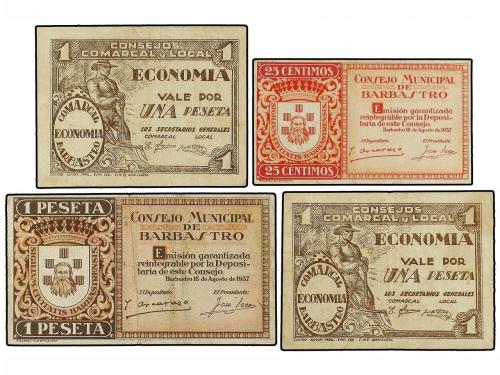 1
CONSEJOS
COMARCAL Y LOCAL
1
ECONOMIA
VALE POR
UNA PESETA
LOS SECRETARIOS GENERALES
COMARCAL LOCAL
COMARCAL
ECONOMIA
BARBASTRO
1
25 CENTIMOS
25 CENTIMOS
CONSEJO MUNICIPAL
DE
BARBASTRO
Emisión garantizada
reintegrable por la Deposi-
taria de este Consejo.
Barbastro 18 de Agosto de 1937
El Depositario: El Presidente:
1 PESETA
SIGILLUM CIVITATIS BARBASTRENSIS
1 PESETA
CONSEJO MUNICIPAL
DE
BARBASTRO
Emisión garantizada
reintegrable por la Deposi-
taria de este Consejo.
Barbastro 18 de Agosto de 1937
El Depositario: El Presidente:
1
CONSEJOS
COMARCAL Y LOCAL
1
ECONOMIA
VALE POR
UNA PESETA
LOS SECRETARIOS GENERALES
COMARCAL LOCAL
COMARCAL
ECONOMIA
BARBASTRO
1